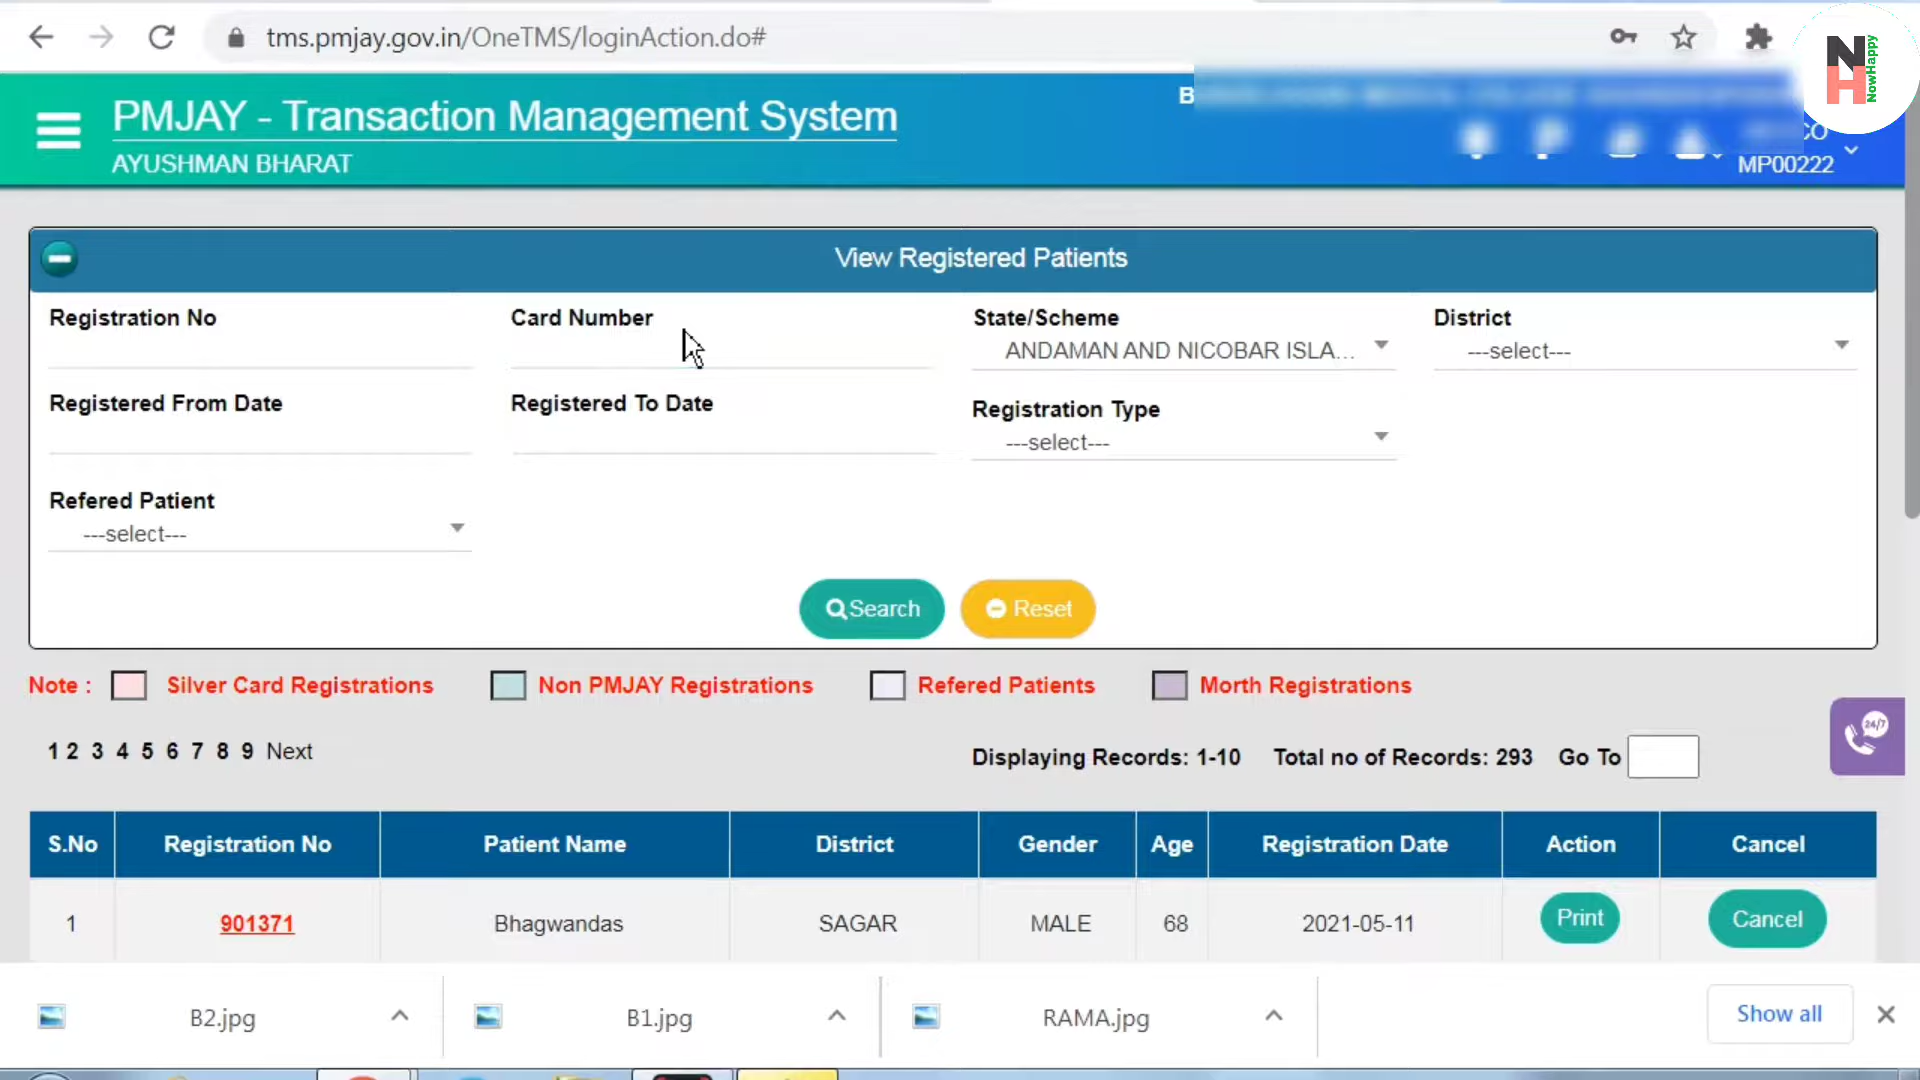 tms.pmjay.gov.in/OneTMS/loginAction.do#
NH NowHappy
PMJAY - Transaction Management System
AYUSHMAN BHARAT
B
CO
MP00222
View Registered Patients
Registration No
Card Number
State/Scheme
District
ANDAMAN AND NICOBAR ISLA...
---select---
Registered From Date
Registered To Date
Registration Type
---select---
Refered Patient
---select---
Search
Reset
Note : Silver Card Registrations Non PMJAY Registrations Refered Patients Morth Registrations
24/7
1 2 3 4 5 6 7 8 9 Next
Displaying Records: 1-10 Total no of Records: 293 Go To
S.No Registration No Patient Name District Gender Age Registration Date Action Cancel
1 901371 Bhagwandas SAGAR MALE 68 2021-05-11 Print Cancel
B2.jpg B1.jpg RAMA.jpg Show all